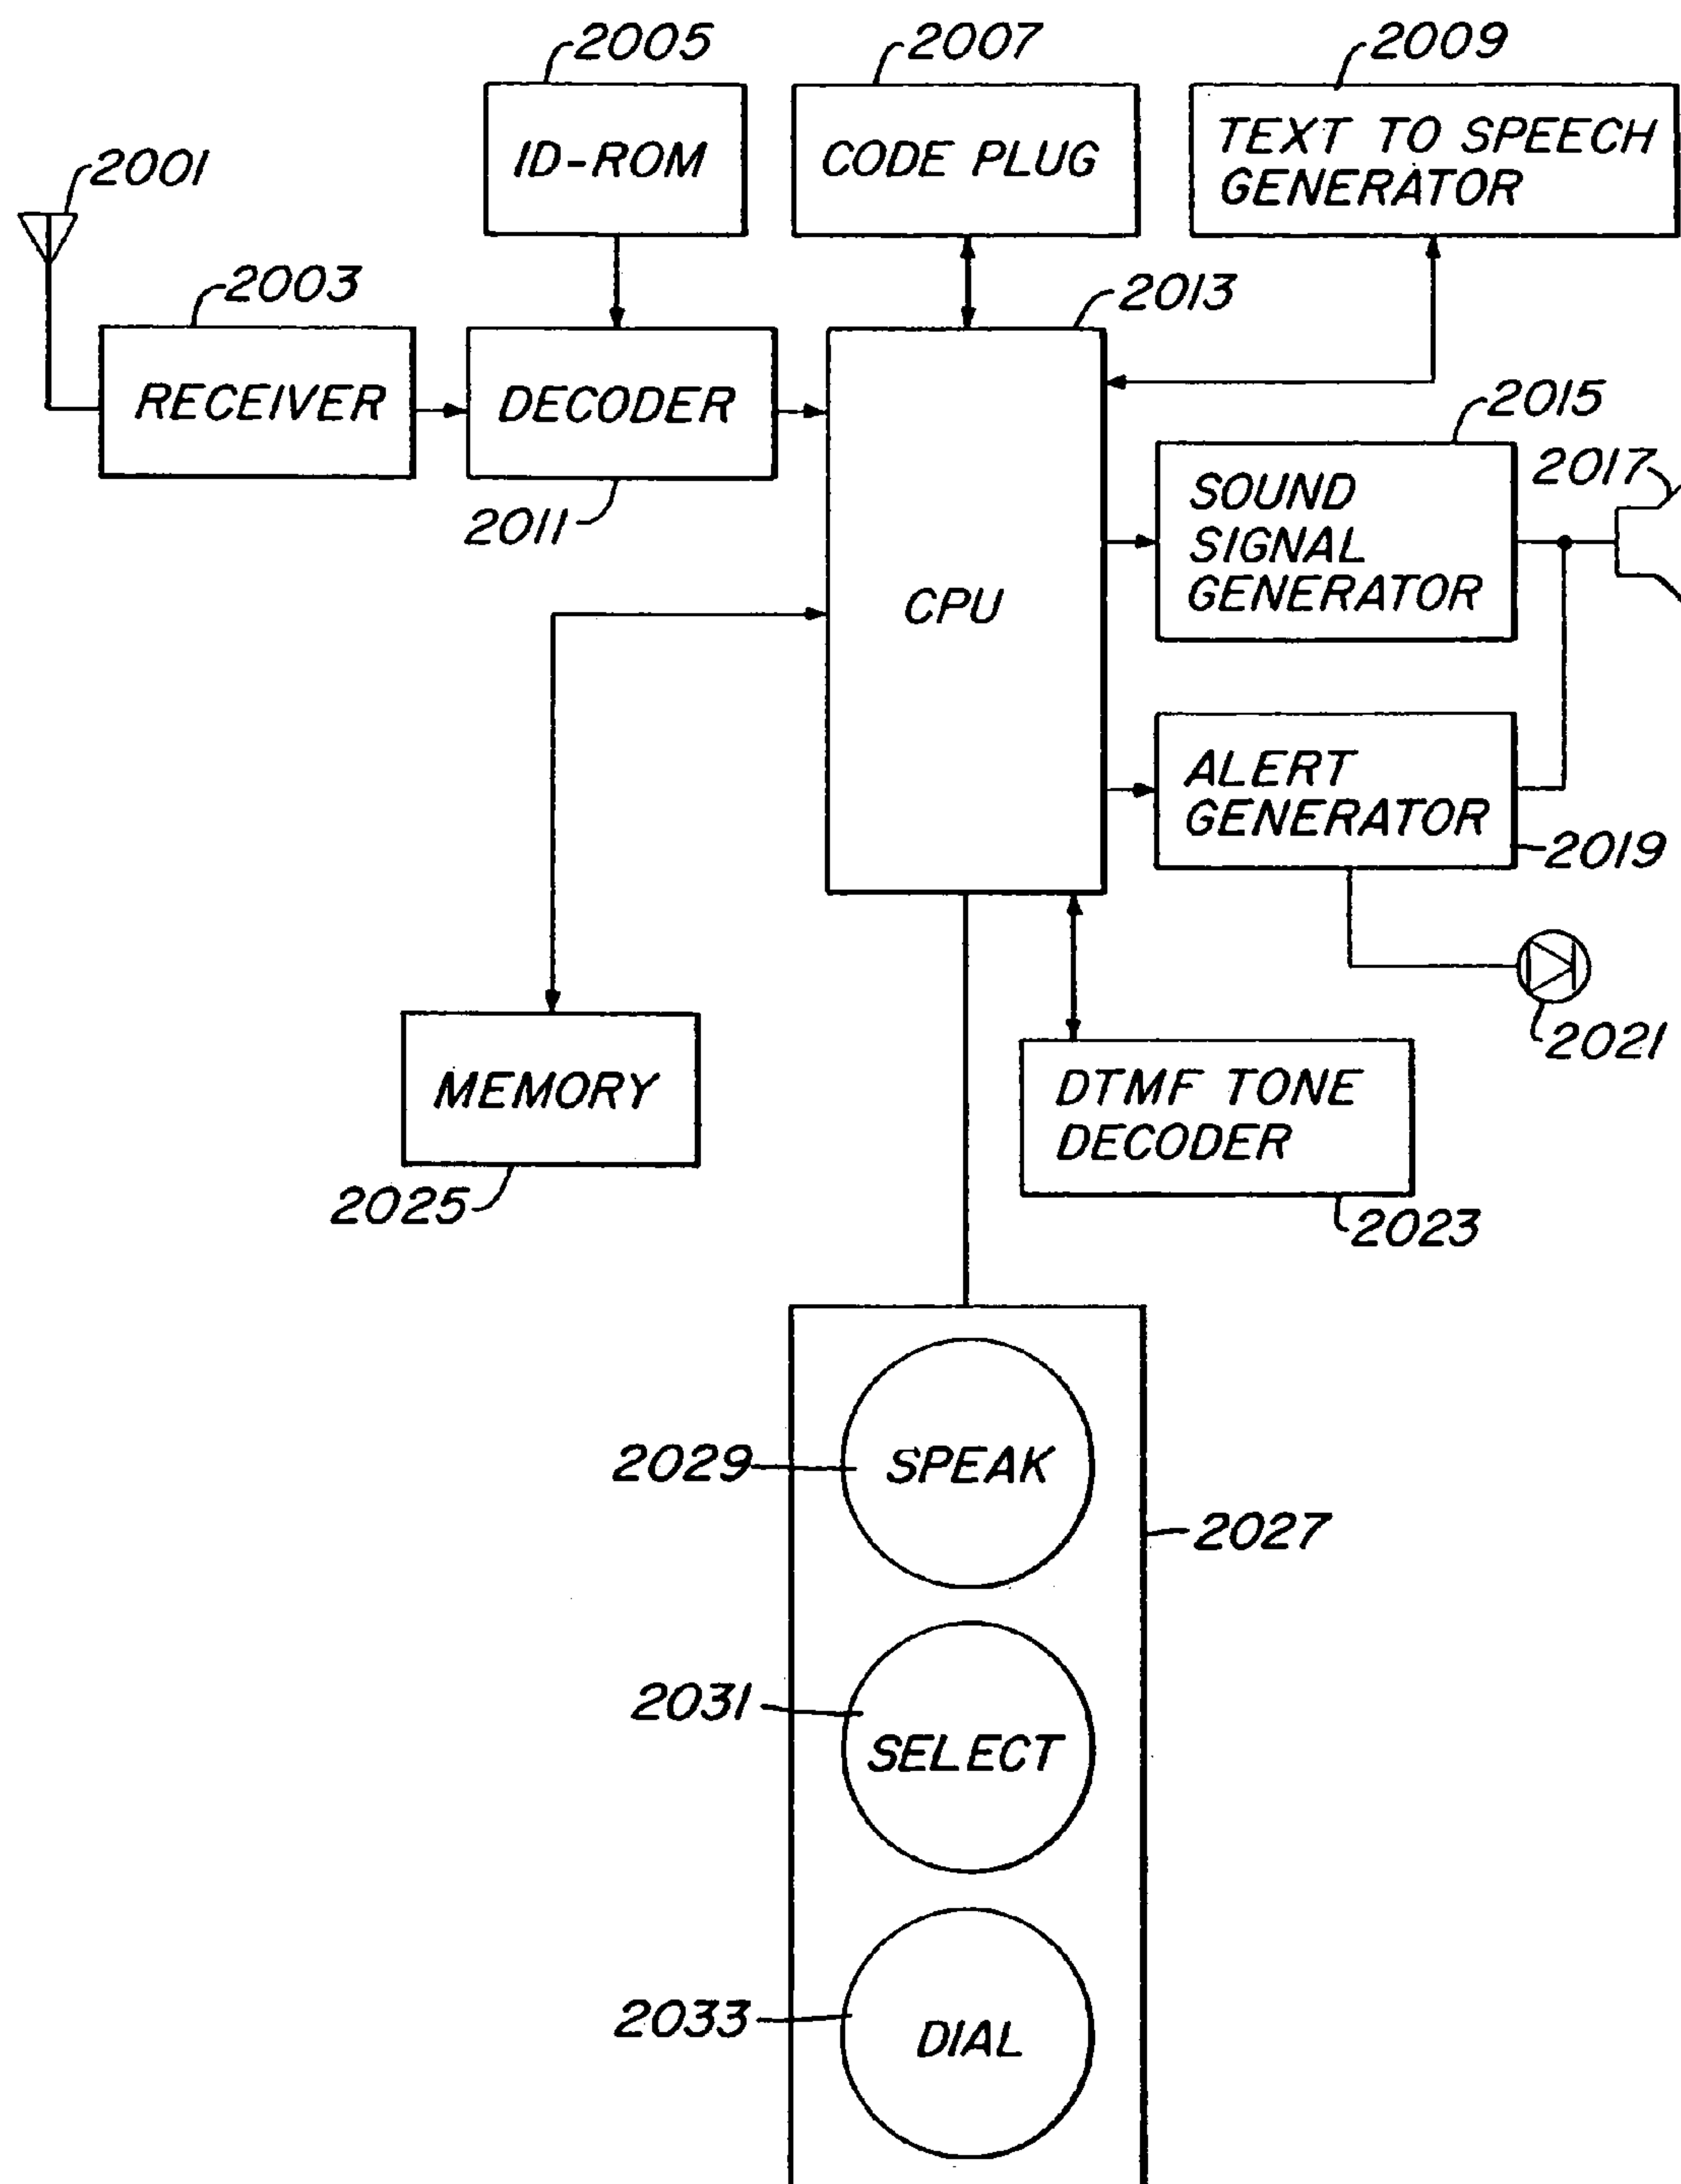 2005
2007
2009
ID-ROM
CODE PLUG
TEXT TO SPEECH
GENERATOR
2001
2003
2013
RECEIVER
DECODER
2011
CPU
2015
2017
SOUND
SIGNAL
GENERATOR
ALERT
GENERATOR
2019
2021
MEMORY
2025
DTMF TONE
DECODER
2023
2029
SPEAK
2027
2031
SELECT
2033
DIAL